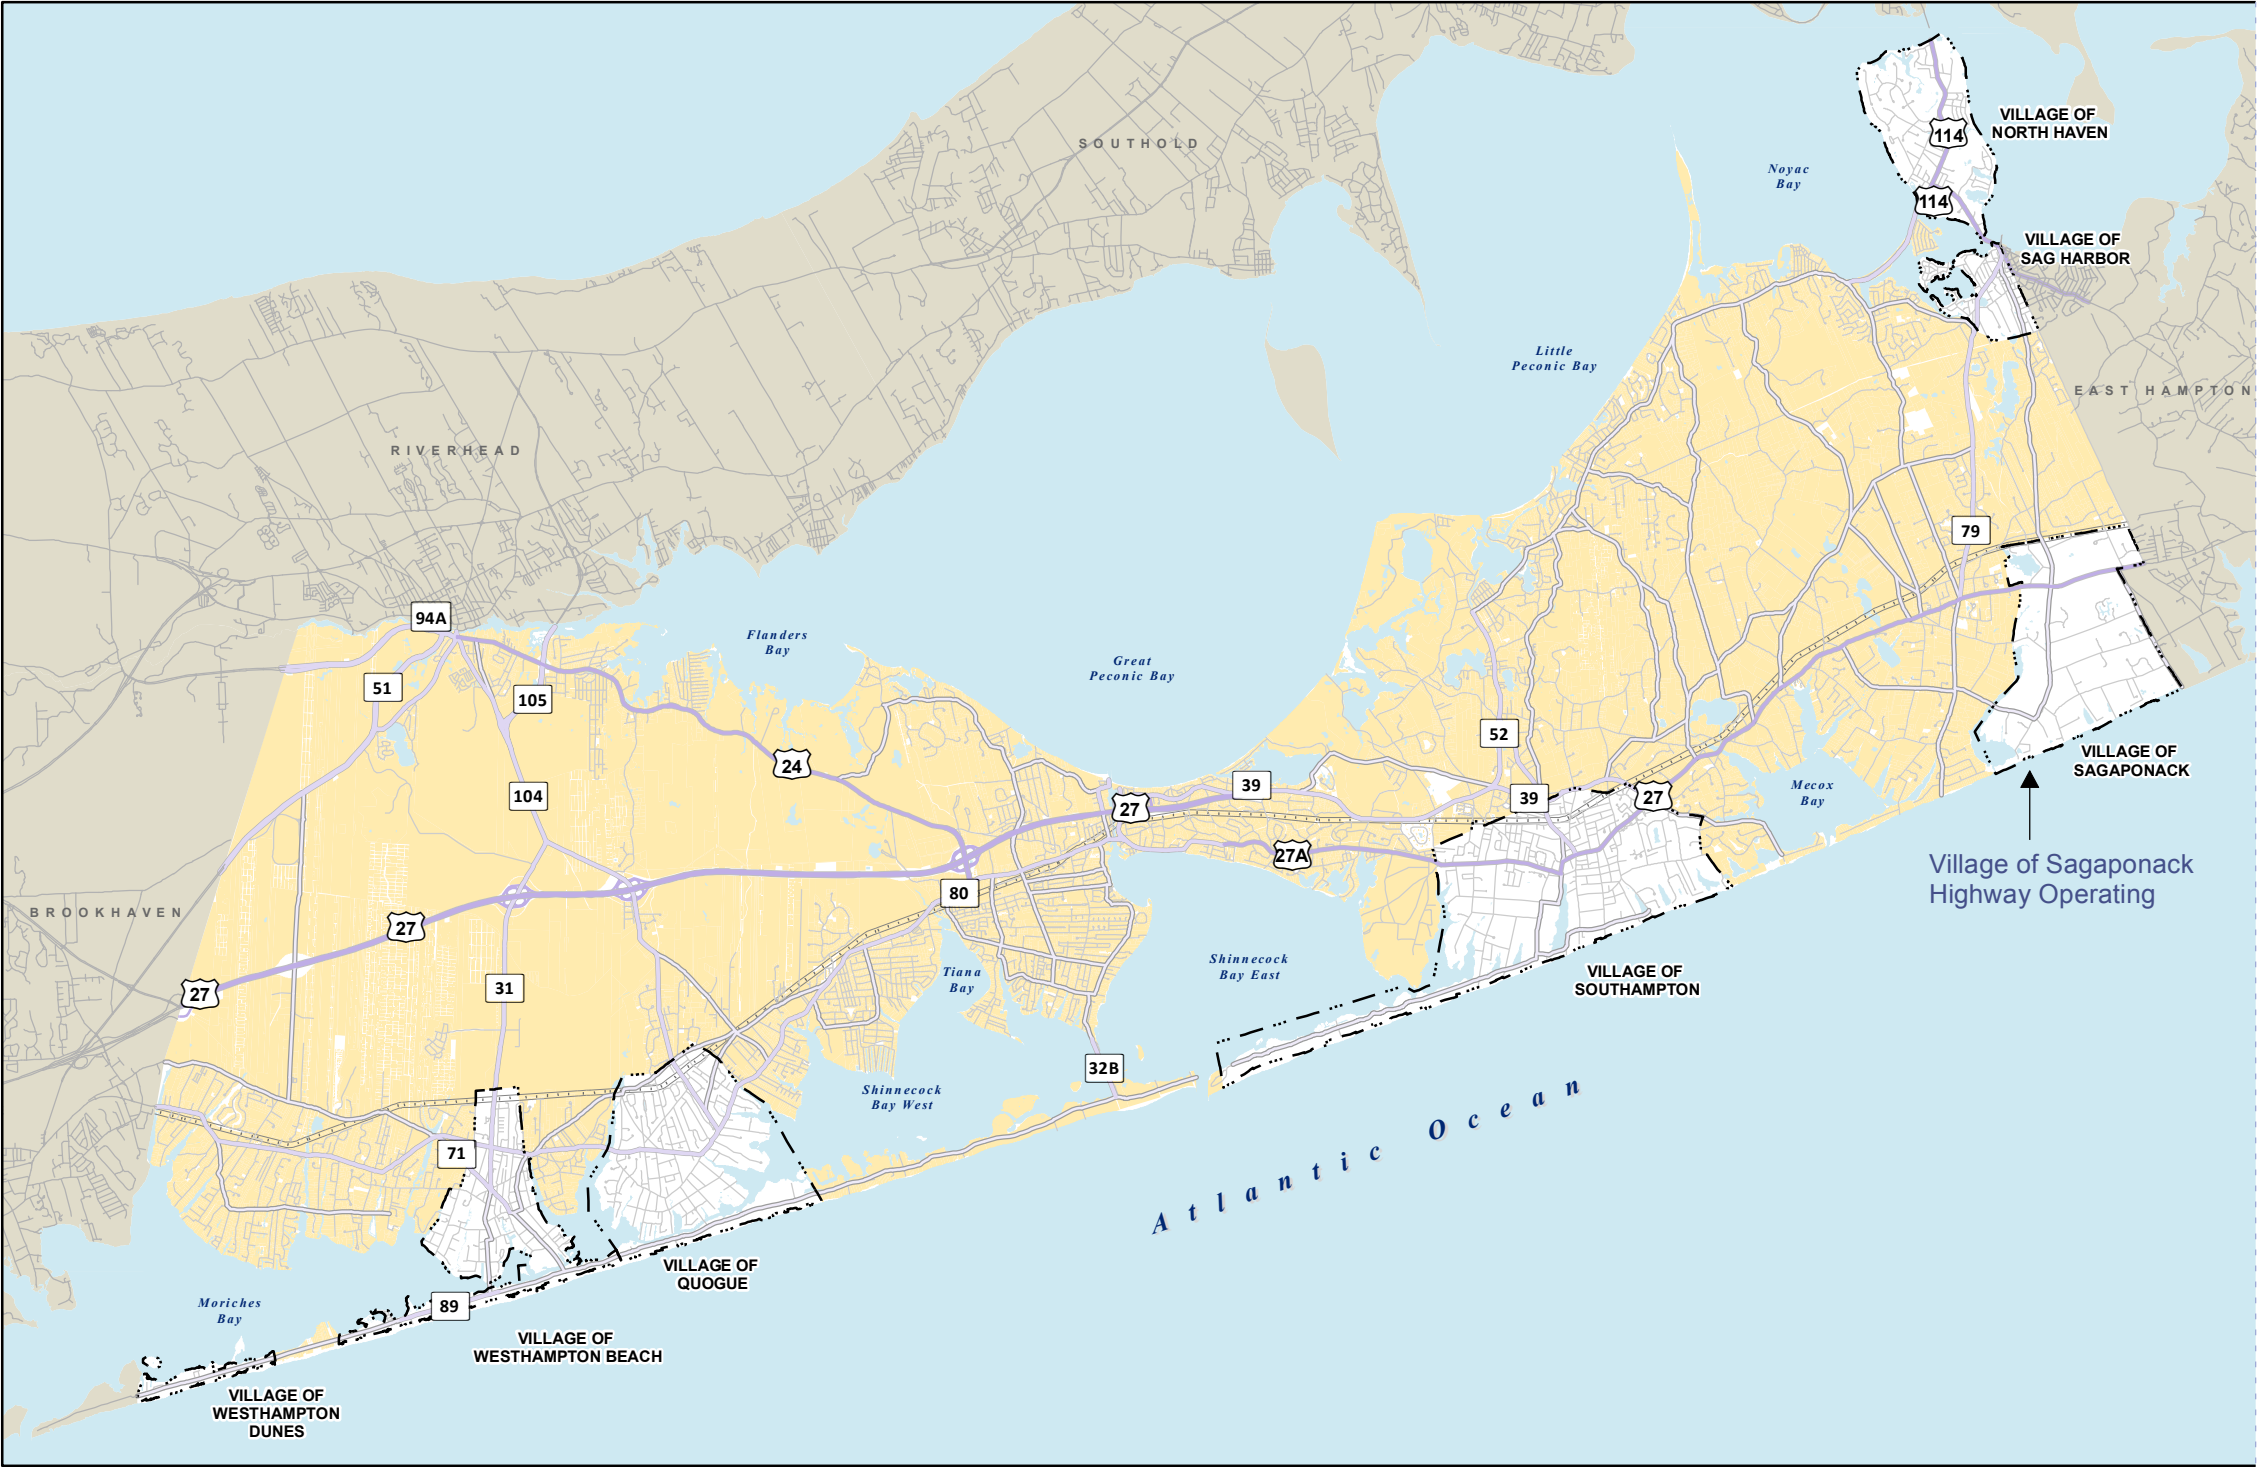 VILLAGE OF
NORTH HAVEN
114
SOUTHOLD
Noyac
Bay
114
VILLAGE OF
SAG HARBOR
Little
Peconic Bay
EAST HAMPTON
RIVERHEAD
79
94A
Flanders
Bay
Great
Peconic Bay
51
105
52
VILLAGE OF
SAGAPONACK
24
39
Mecox
Bay
104
27
39
27
27A
Village of Sagaponack
Highway Operating
80
BROOKHAVEN
27
Tiana
Bay
Shinnecock
Bay East
VILLAGE OF
SOUTHAMPTON
27
31
32B
Shinnecock
Bay West
Atlantic Ocean
71
VILLAGE OF
QUOGUE
Moriches
Bay
89
VILLAGE OF
WESTHAMPTON BEACH
VILLAGE OF
WESTHAMPTON
DUNES